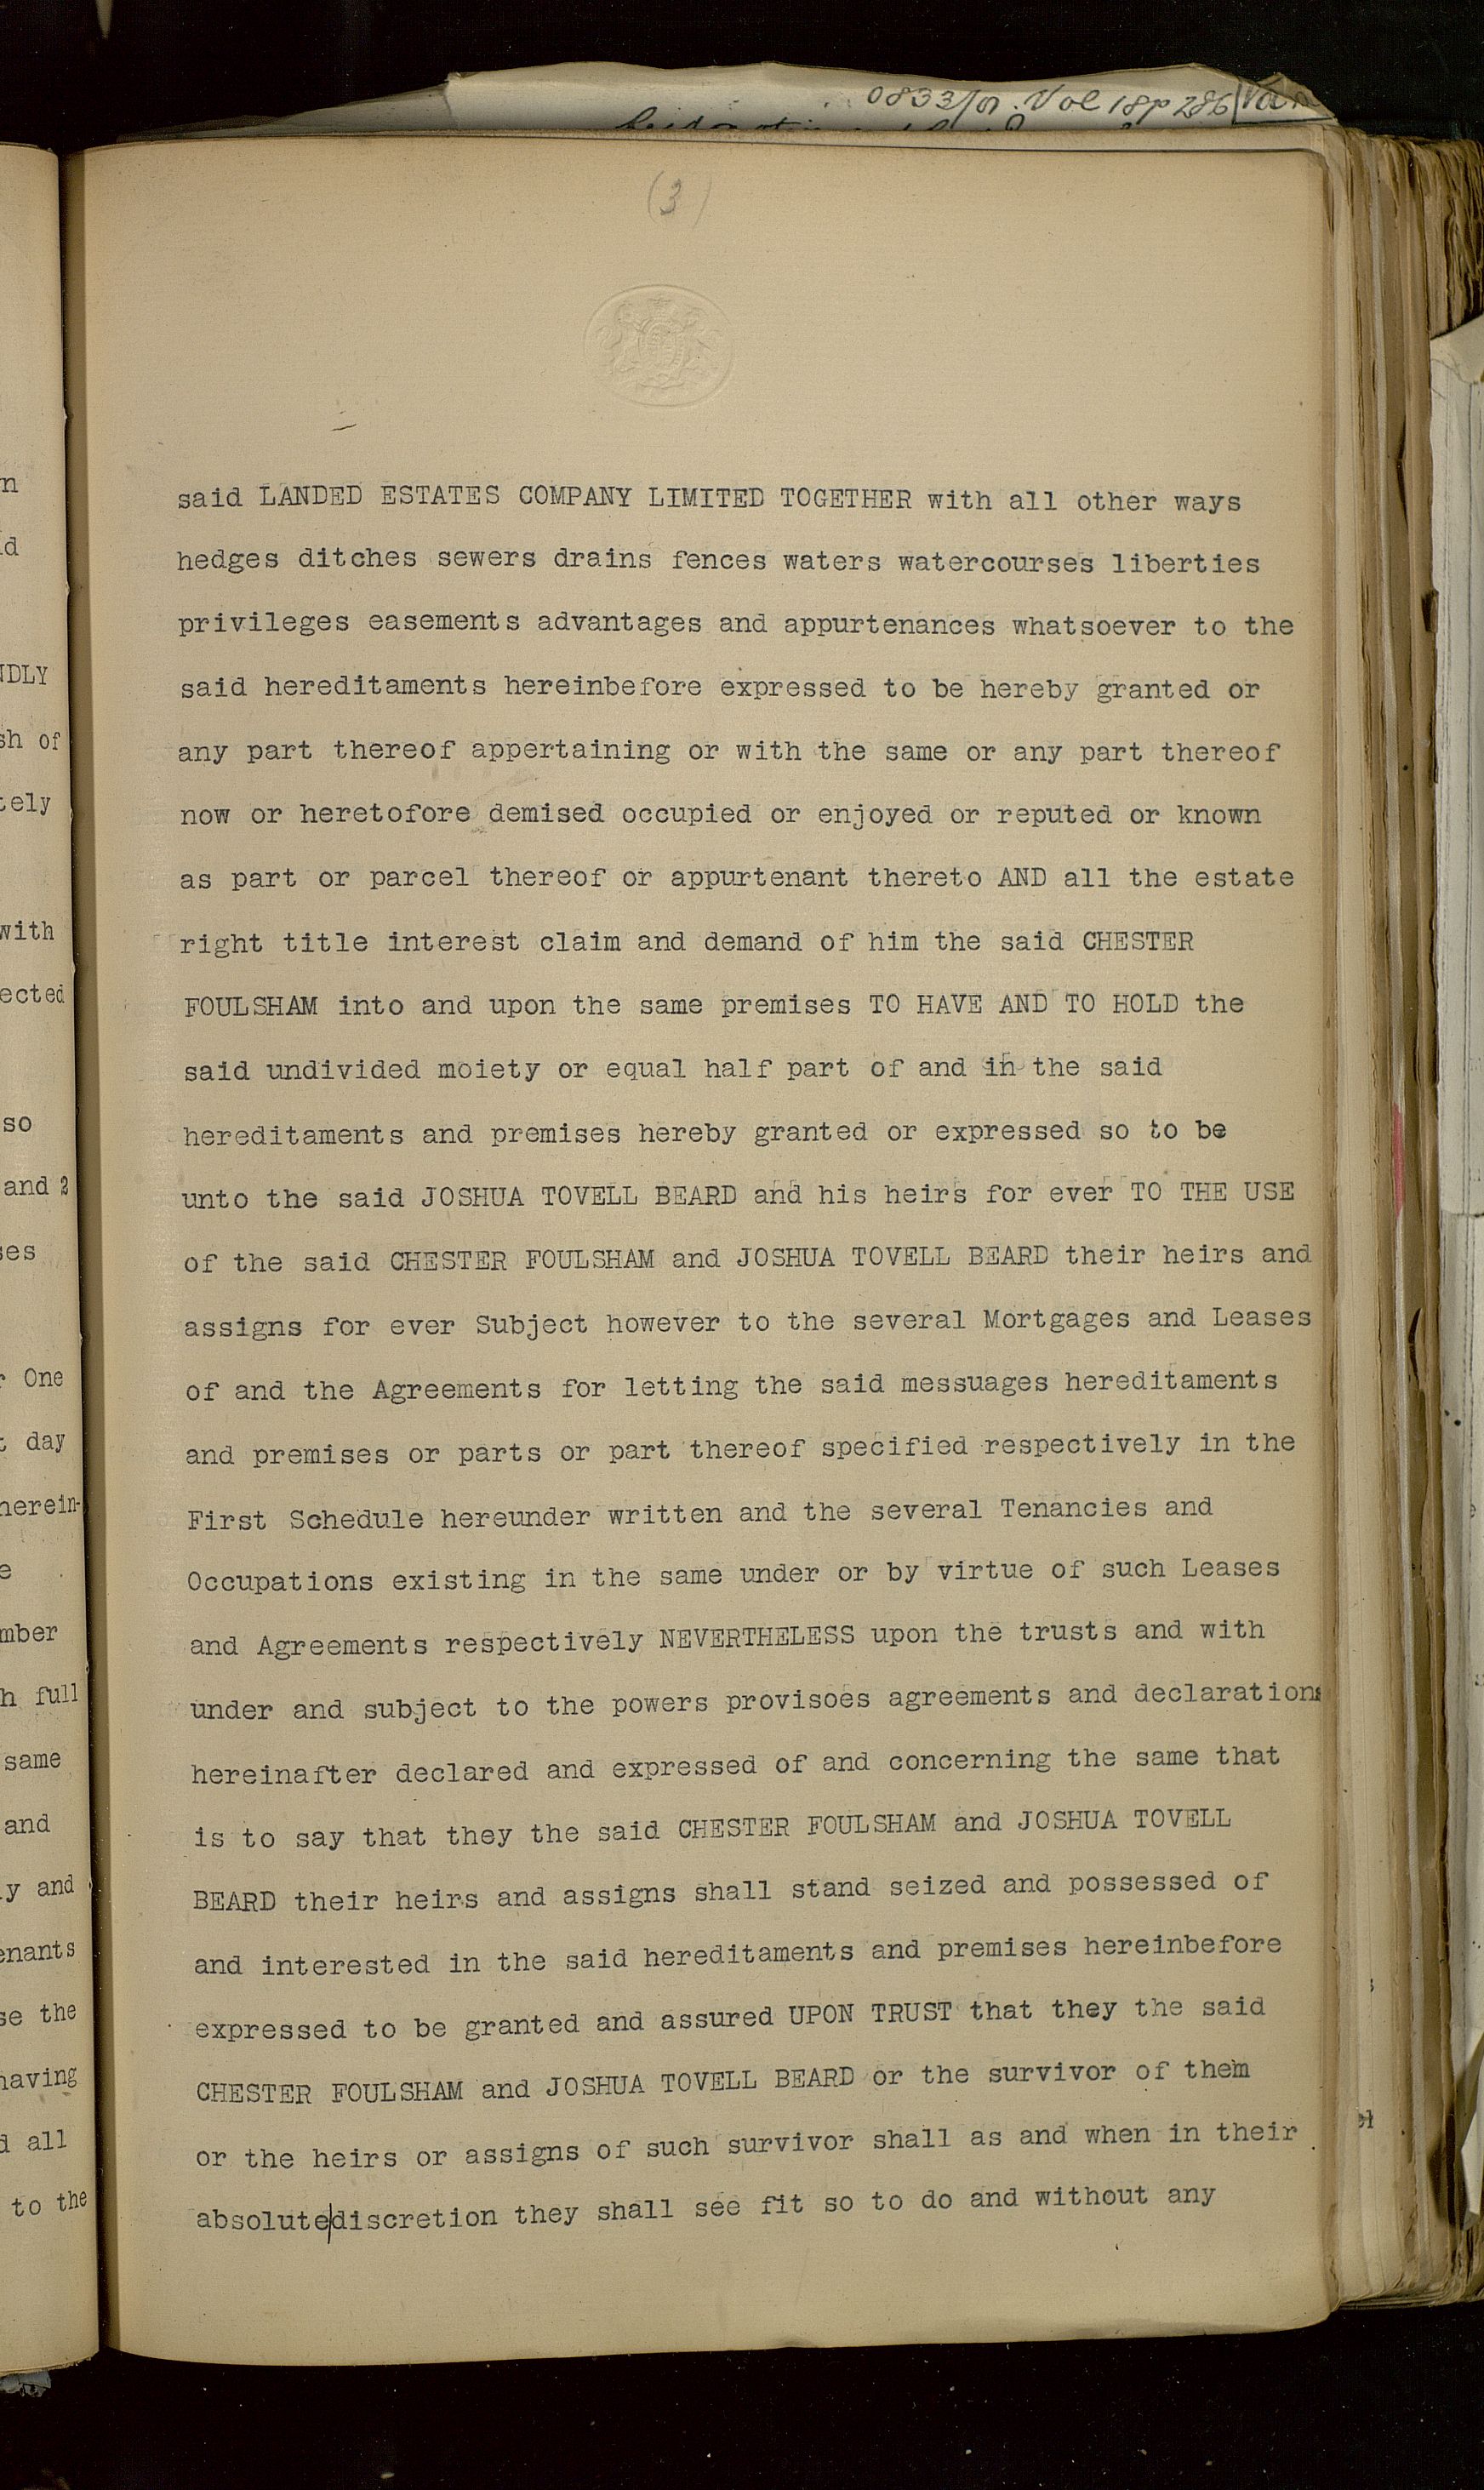 0833/01. Vol 18p 286
(3)
said LANDED ESTATES COMPANY LIMITED TOGETHER with all other ways
hedges ditches sewers drains fences waters watercourses liberties
privileges easements advantages and appurtenances whatsoever to the
said hereditaments hereinbefore expressed to be hereby granted or
any part thereof appertaining or with the same or any part thereof
now or heretofore demised occupied or enjoyed or reputed or known
as part or parcel thereof or appurtenant thereto AND all the estate
right title interest claim and demand of him the said CHESTER
FOULSHAM into and upon the same premises TO HAVE AND TO HOLD the
said undivided moiety or equal half part of and in the said
hereditaments and premises hereby granted or expressed so to be
unto the said JOSHUA TOVELL BEARD and his heirs for ever TO THE USE
of the said CHESTER FOULSHAM and JOSHUA TOVELL BEARD their heirs and
assigns for ever Subject however to the several Mortgages and Leases
of and the Agreements for letting the said messuages hereditaments
and premises or parts or part thereof specified respectively in the
First Schedule hereunder written and the several Tenancies and
Occupations existing in the same under or by virtue of such Leases
and Agreements respectively NEVERTHELESS upon the trusts and with
under and subject to the powers provisoes agreements and declarations
hereinafter declared and expressed of and concerning the same that
is to say that they the said CHESTER FOULSHAM and JOSHUA TOVELL
BEARD their heirs and assigns shall stand seized and possessed of
and interested in the said hereditaments and premises hereinbefore
expressed to be granted and assured UPON TRUST that they the said
CHESTER FOULSHAM and JOSHUA TOVELL BEARD or the survivor of them
or the heirs or assigns of such survivor shall as and when in their
absolute|discretion they shall see fit so to do and without any